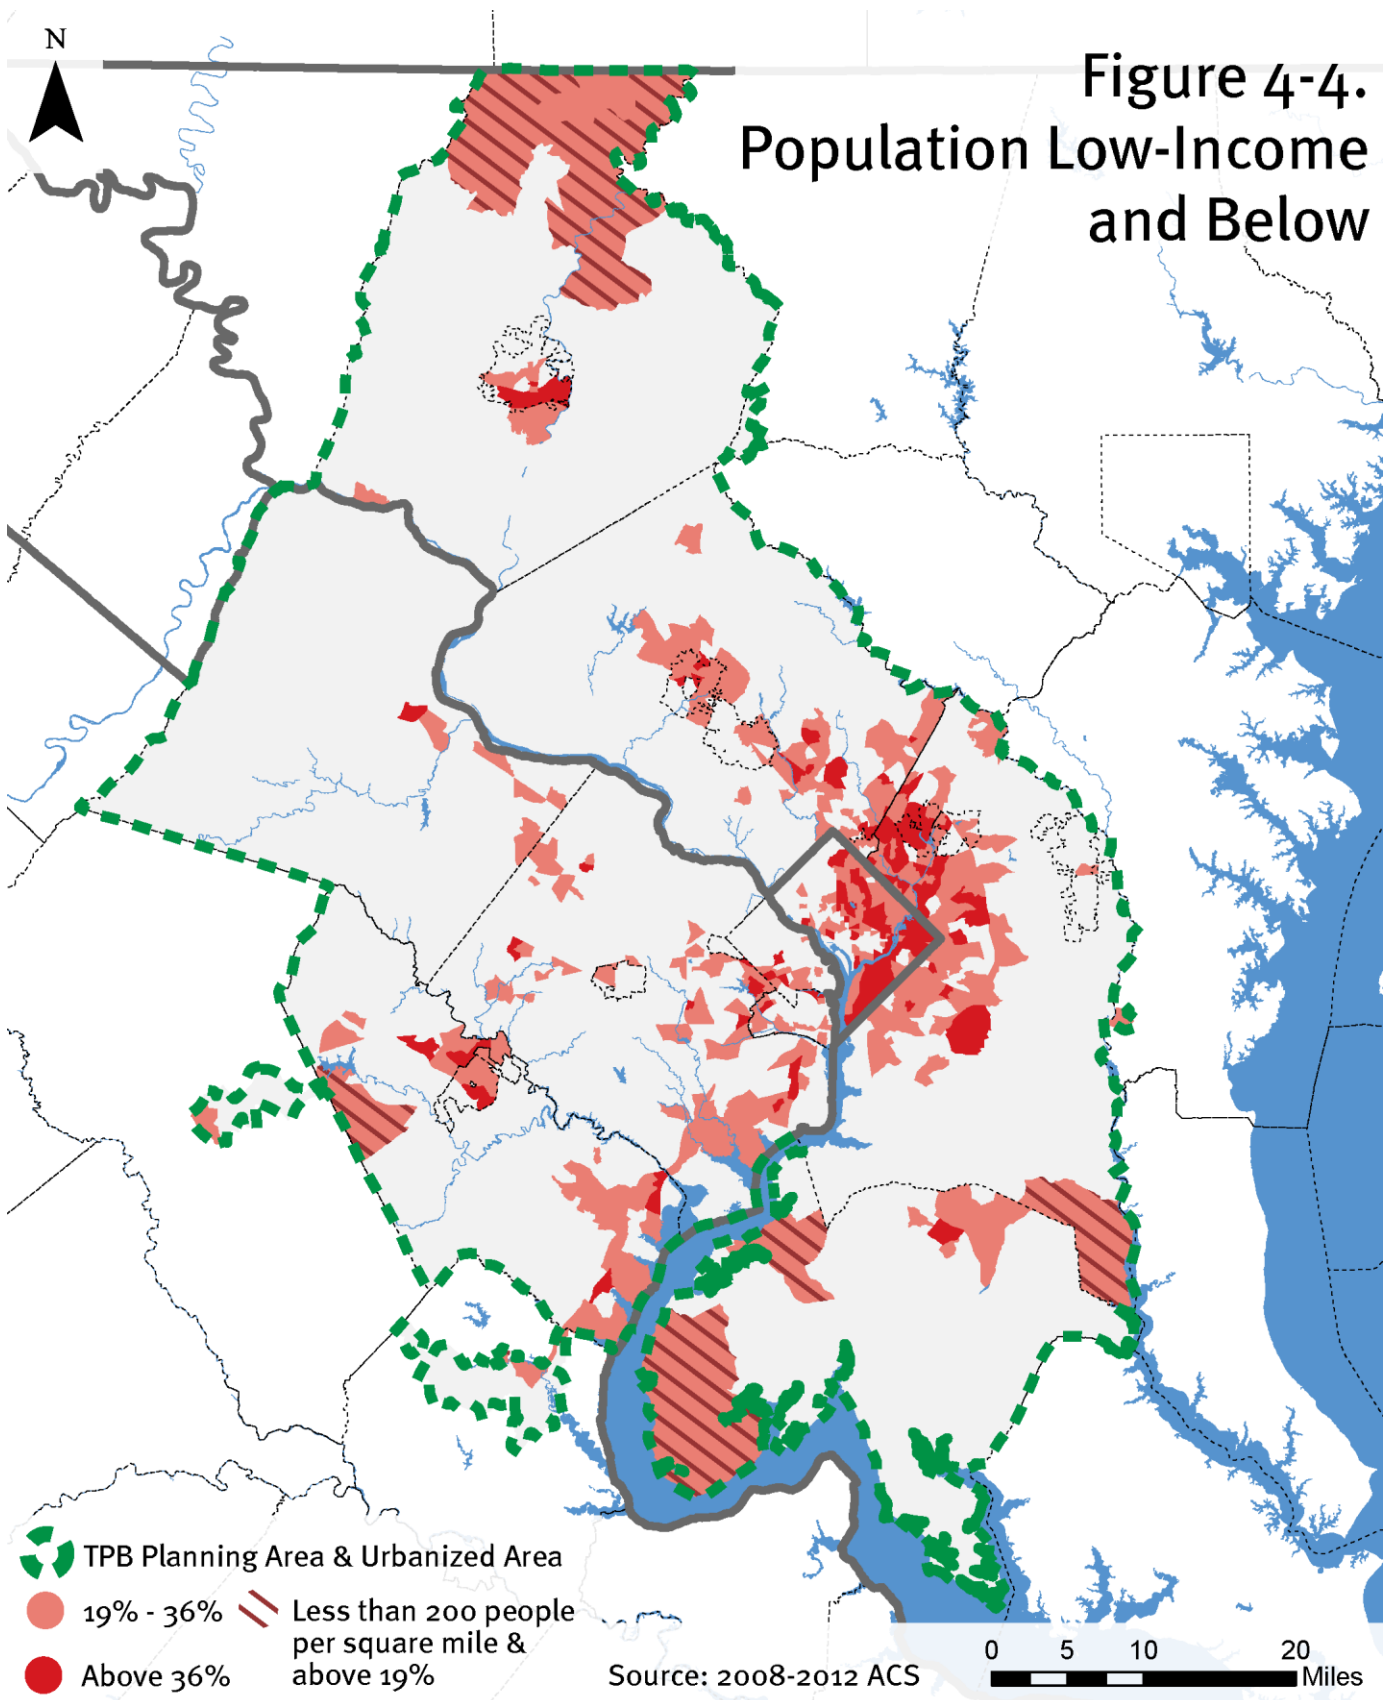 N
Figure 4-4.
Population Low-Income
and Below
TPB Planning Area & Urbanized Area
19% - 36%
Less than 200 people
per square mile &
above 19%
Above 36%
Source: 2008-2012 ACS
0 5 10 20
Miles